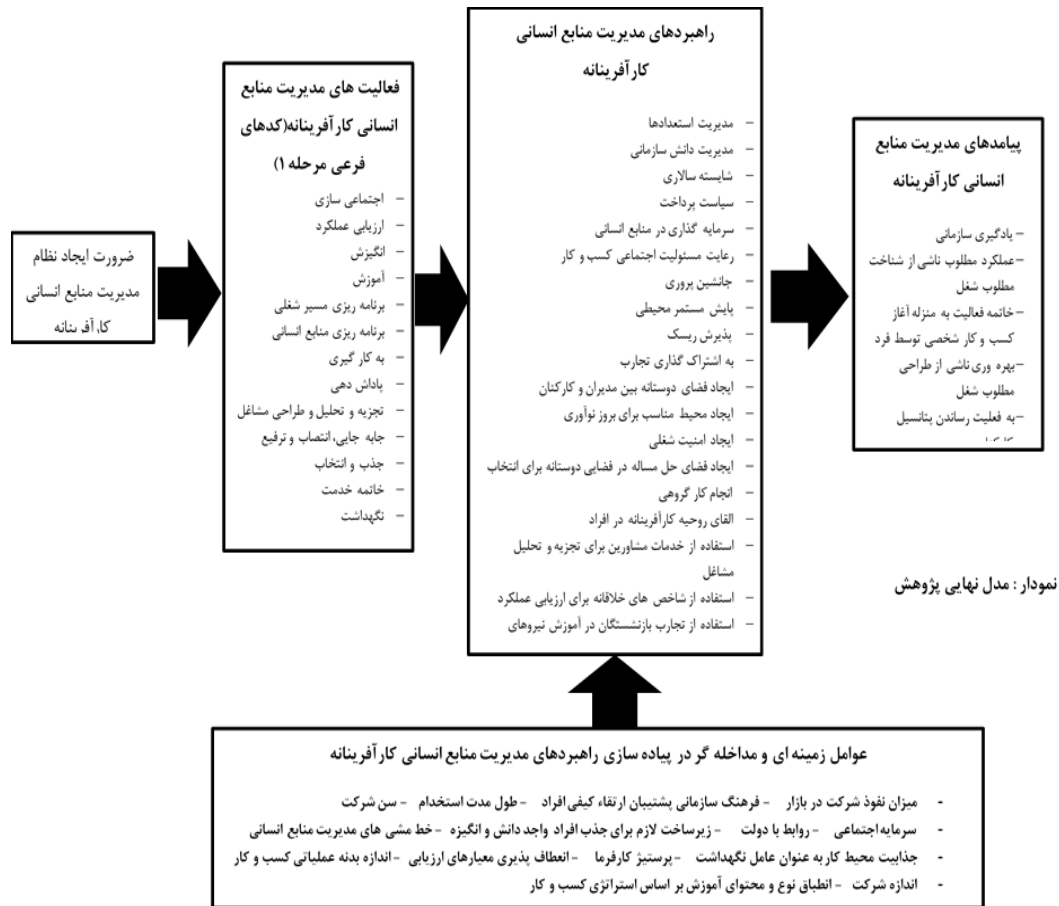 ضرورت ایجاد نظام
مدیریت منابع انسانی
کارآفرینانه
فعالیت های مدیریت منابع
انسانی کارآفرینانه(کدهای
فرعی مرحله ۱)
– اجتماعی سازی
– ارزیابی عملکرد
– انگیزش
– آموزش
– برنامه ریزی مسیر شغلی
– برنامه ریزی منابع انسانی
– به کار گیری
– پاداش دهی
– تجزیه و تحلیل و طراحی مشاغل
– جابه جایی، انتصاب و ترفیع
– جذب و انتخاب
– خاتمه خدمت
– نگهداشت
راهبردهای مدیریت منابع انسانی
کارآفرینانه
– مدیریت استعدادها
– مدیریت دانش سازمانی
– شایسته سالاری
– سیاست پرداخت
– سرمایه گذاری در منابع انسانی
– رعایت مسئولیت اجتماعی کسب و کار
– جانشین پروری
– پایش مستمر محیطی
– پذیرش ریسک
– به اشتراک گذاری تجارب
– ایجاد فضای دوستانه بین مدیران و کارکنان
– ایجاد محیط مناسب برای بروز نوآوری
– ایجاد امنیت شغلی
– ایجاد فضای حل مساله در فضایی دوستانه برای انتخاب
– انجام کار گروهی
– القای روحیه کارآفرینانه در افراد
– استفاده از خدمات مشاورین برای تجزیه و تحلیل
مشاغل
– استفاده از شاخص های خلاقانه برای ارزیابی عملکرد
– استفاده از تجارب بازنشستگان در آموزش نیروهای
پیامدهای مدیریت منابع
انسانی کارآفرینانه
–یادگیری سازمانی
–عملکرد مطلوب ناشی از شناخت
مطلوب شغل
– خاتمه فعالیت به منزله آغاز
کسب و کار شخصی توسط فرد
–بهره وری ناشی از طراحی
مطلوب شغل
– به فعلیت رساندن پتانسیل
نمودار : مدل نهایی پژوهش
عوامل زمینه ای و مداخله گر در پیاده سازی راهبردهای مدیریت منابع انسانی کارآفرینانه
- میزان نفوذ شرکت در بازار – فرهنگ سازمانی پشتیبان ارتقاء کیفی افراد – طول مدت استخدام – سن شرکت
- سرمایه اجتماعی – روابط با دولت – زیرساخت لازم برای جذب افراد واجد دانش و انگیزه – خط مشی های مدیریت منابع انسانی
- جذابیت محیط کار به عنوان عامل نگهداشت –پرستیژ کارفرما – انعطاف پذیری معیارهای ارزیابی – اندازه بدنه عملیاتی کسب و کار
- اندازه شرکت – انطباق نوع و محتوای آموزش بر اساس استراتژی کسب و کار